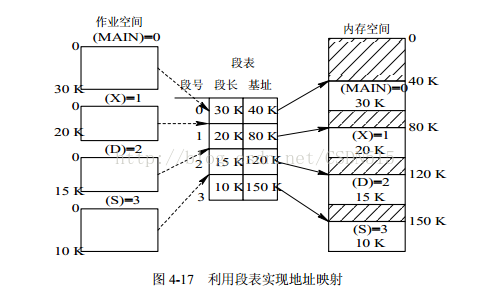 作业空间
(MAIN)=0
0
30 K
(X)=1
0
20 K
(D)=2
0
15 K
(S)=3
0
10 K
段表
段号 段长 基址
0 30 K 40 K
1 20 K 80 K
2 15 K 120 K
3 10 K 150 K
内存空间
0
40 K
(MAIN)=0
30 K
80 K
(X)=1
20 K
120 K
(D)=2
15 K
150 K
(S)=3
10 K
图 4-17 利用段表实现地址映射